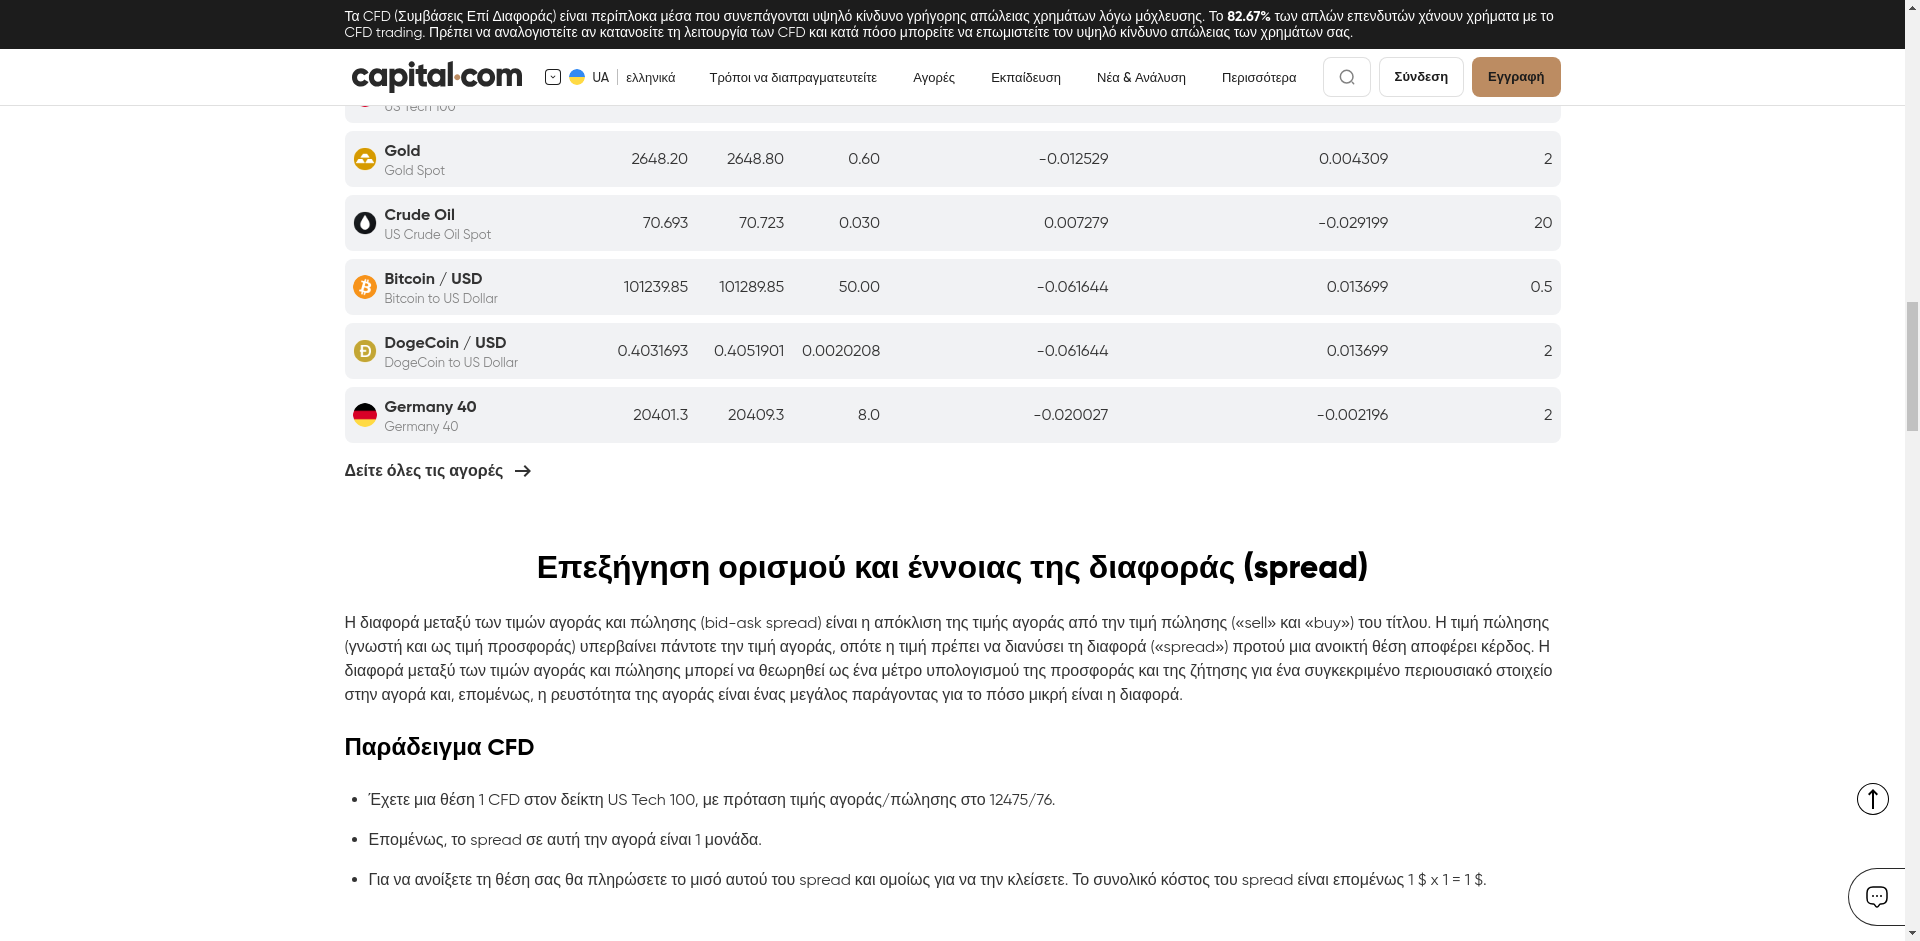 Τα CFD (Συμβάσεις Επί Διαφοράς) είναι περίπλοκα μέσα που συνεπάγονται υψηλό κίνδυνο γρήγορης απώλειας χρημάτων λόγω μόχλευσης. Το 82.67% των απλών επενδυτών χάνουν χρήματα με το
CFD trading. Πρέπει να αναλογιστείτε αν κατανοείτε τη λειτουργία των CFD και κατά πόσο μπορείτε να επωμιστείτε τον υψηλό κίνδυνο απώλειας των χρημάτων σας.
capital.com UA ελληνικά Τρόποι να διαπραγματευτείτε Αγορές Εκπαίδευση Νέα & Ανάλυση Περισσότερα Σύνδεση Εγγραφή
US Tech 100
Gold
Gold Spot
2648.20 2648.80 0.60 -0.012529 0.004309 2
Crude Oil
US Crude Oil Spot
70.693 70.723 0.030 0.007279 -0.029199 20
Bitcoin / USD
Bitcoin to US Dollar
101239.85 101289.85 50.00 -0.061644 0.013699 0.5
DogeCoin / USD
DogeCoin to US Dollar
0.4031693 0.4051901 0.0020208 -0.061644 0.013699 2
Germany 40
Germany 40
20401.3 20409.3 8.0 -0.020027 -0.002196 2
Δείτε όλες τις αγορές
Επεξήγηση ορισμού και έννοιας της διαφοράς (spread)
Η διαφορά μεταξύ των τιμών αγοράς και πώλησης (bid-ask spread) είναι η απόκλιση της τιμής αγοράς από την τιμή πώλησης («sell» και «buy») του τίτλου. Η τιμή πώλησης
(γνωστή και ως τιμή προσφοράς) υπερβαίνει πάντοτε την τιμή αγοράς, οπότε η τιμή πρέπει να διανύσει τη διαφορά («spread») προτού μια ανοικτή θέση αποφέρει κέρδος. Η
διαφορά μεταξύ των τιμών αγοράς και πώλησης μπορεί να θεωρηθεί ως ένα μέτρο υπολογισμού της προσφοράς και της ζήτησης για ένα συγκεκριμένο περιουσιακό στοιχείο
στην αγορά και, επομένως, η ρευστότητα της αγοράς είναι ένας μεγάλος παράγοντας για το πόσο μικρή είναι η διαφορά.
Παράδειγμα CFD
• Έχετε μια θέση 1 CFD στον δείκτη US Tech 100, με πρόταση τιμής αγοράς/πώλησης στο 12475/76.
• Επομένως, το spread σε αυτή την αγορά είναι 1 μονάδα.
• Για να ανοίξετε τη θέση σας θα πληρώσετε το μισό αυτού του spread και ομοίως για να την κλείσετε. Το συνολικό κόστος του spread είναι επομένως 1 $ x 1 = 1 $.